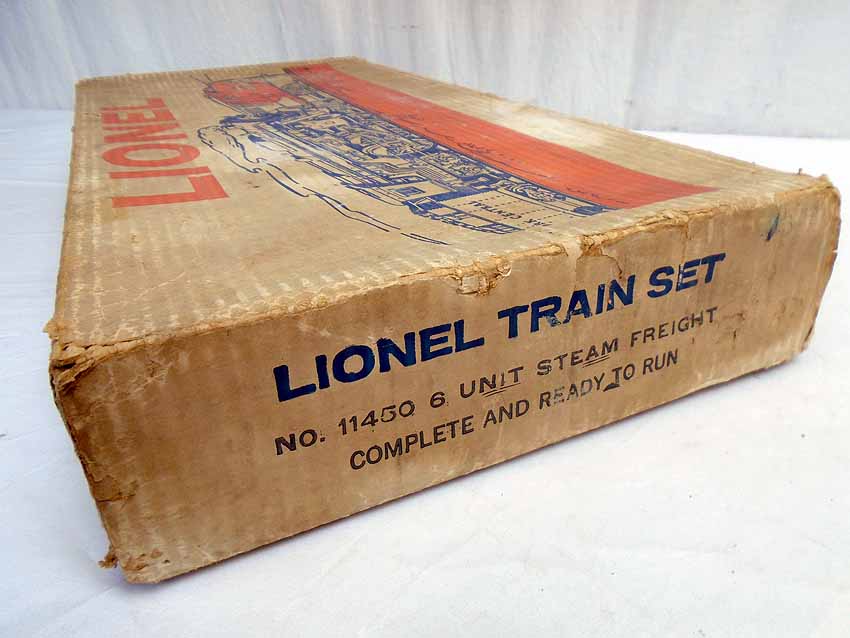 LIONEL
LIONEL TRAIN SET
NO. 11450 6 UNIT STEAM FREIGHT
COMPLETE AND READY TO RUN